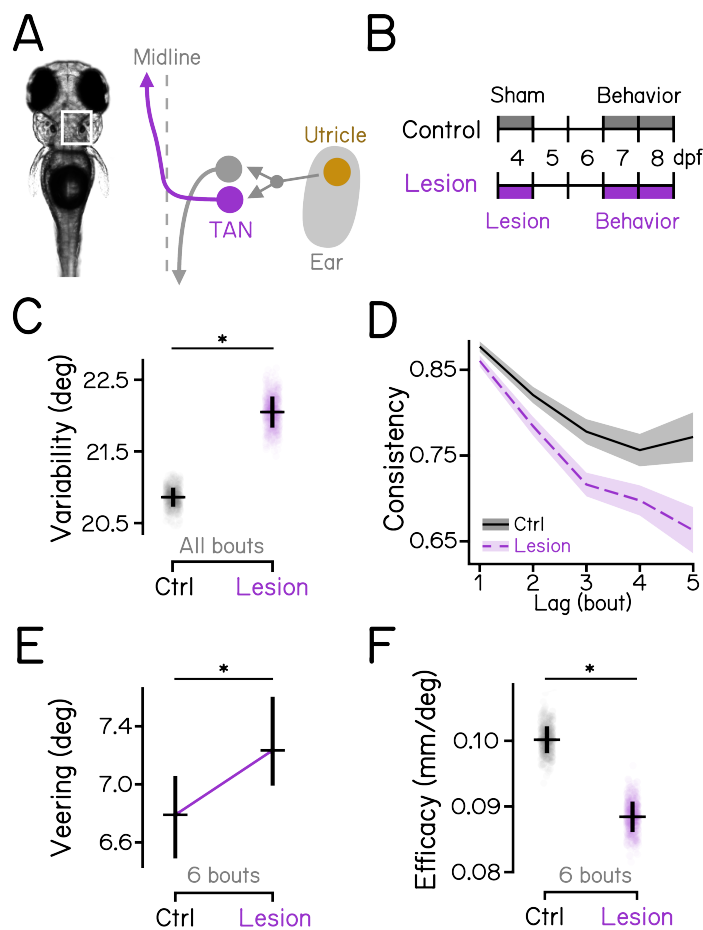 A
Midline
Utricle
TAN
Ear
B
Sham Behavior
Control
4 5 6 7 8 dpf
Lesion
Lesion Behavior
C
Variability (deg)
22.5
21.5
20.5
*
All bouts
Ctrl Lesion
D
Consistency
0.85
0.75
0.65
Ctrl
Lesion
1 2 3 4 5
Lag (bout)
E
Veering (deg)
7.4
7.0
6.6
*
6 bouts
Ctrl Lesion
F
Efficacy (mm/deg)
0.10
0.09
0.08
*
6 bouts
Ctrl Lesion